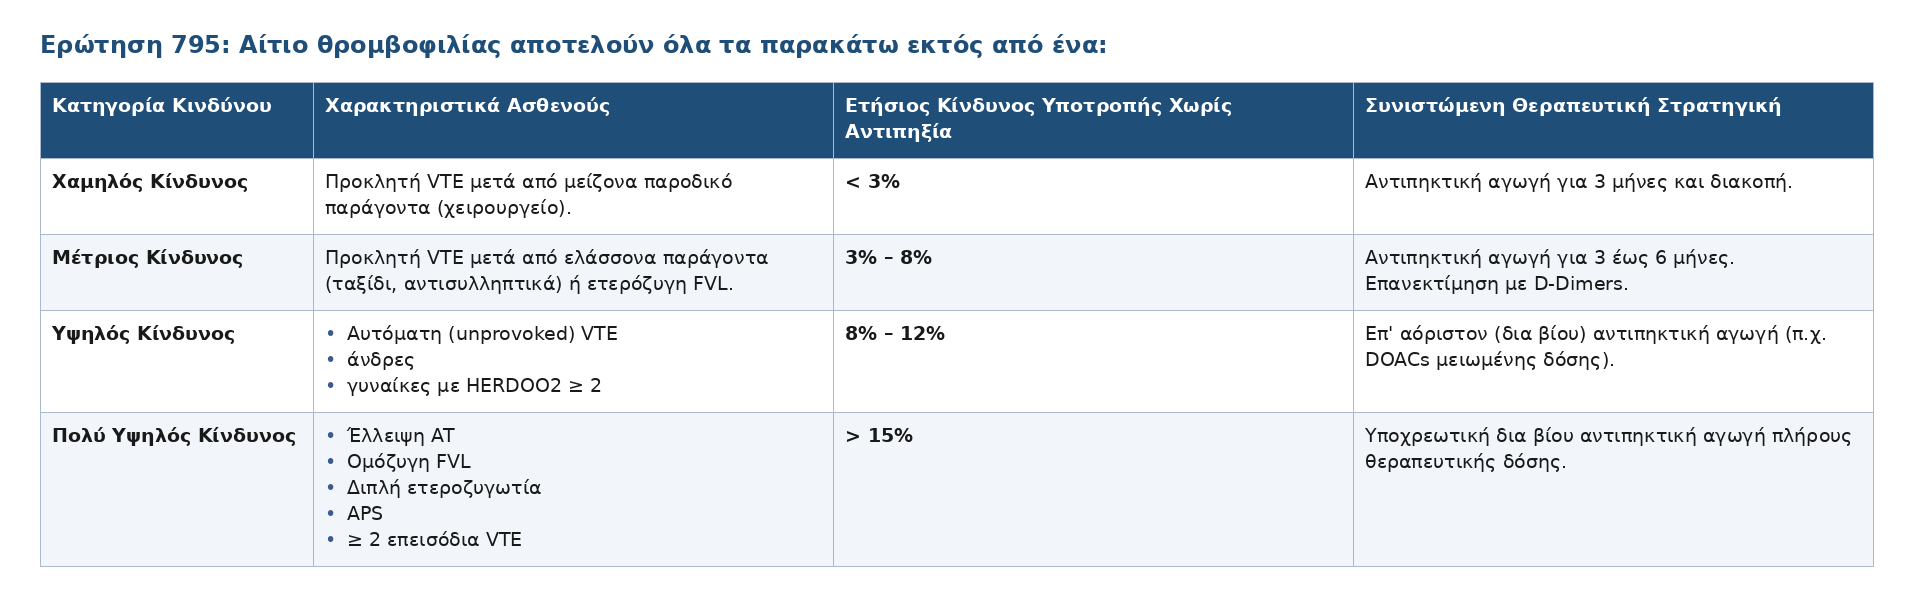 Ερώτηση 795: Αίτιο θρομβοφιλίας αποτελούν όλα τα παρακάτω εκτός από ένα:
Κατηγορία Κινδύνου
Χαρακτηριστικά Ασθενούς
Ετήσιος Κίνδυνος Υποτροπής Χωρίς
Αντιπηξία
Συνιστώμενη Θεραπευτική Στρατηγική
Χαμηλός Κίνδυνος
Προκλητή VTE μετά από μείζονα παροδικό
παράγοντα (χειρουργείο).
< 3%
Αντιπηκτική αγωγή για 3 μήνες και διακοπή.
Μέτριος Κίνδυνος
Προκλητή VTE μετά από ελάσσονα παράγοντα
(ταξίδι, αντισυλληπτικά) ή ετερόζυγη FVL.
3% – 8%
Αντιπηκτική αγωγή για 3 έως 6 μήνες.
Επανεκτίμηση με D-Dimers.
Υψηλός Κίνδυνος
• Αυτόματη (unprovoked) VTE
• άνδρες
• γυναίκες με HERDOO2 ≥ 2
8% – 12%
Επ' αόριστον (δια βίου) αντιπηκτική αγωγή (π.χ.
DOACs μειωμένης δόσης).
Πολύ Υψηλός Κίνδυνος
• Έλλειψη AT
• Ομόζυγη FVL
• Διπλή ετεροζυγωτία
• APS
• ≥ 2 επεισόδια VTE
> 15%
Υποχρεωτική δια βίου αντιπηκτική αγωγή πλήρους
θεραπευτικής δόσης.